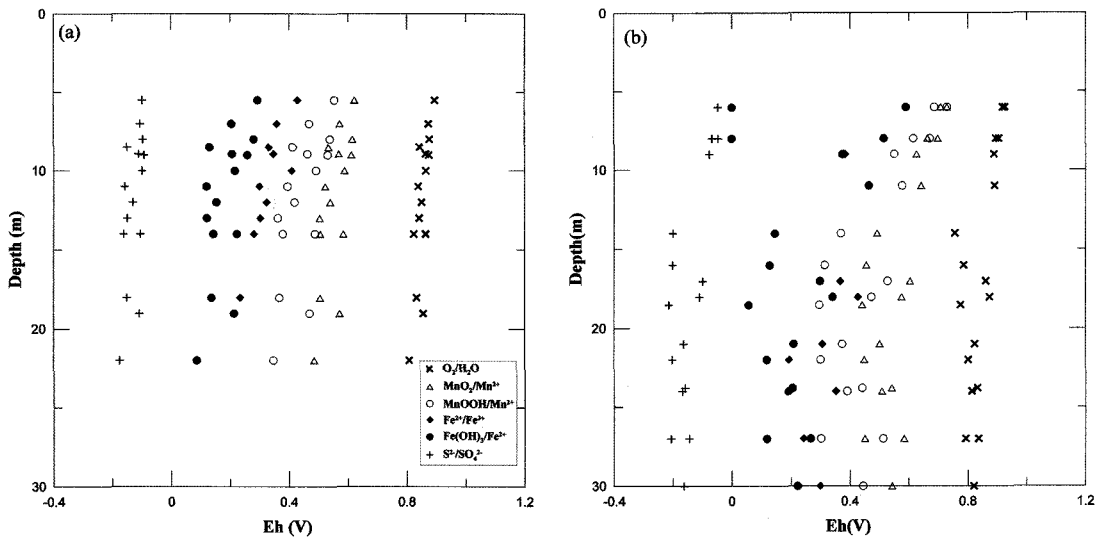 (a)
0
10
20
30
Depth (m)
-0.4 0 0.4 0.8 1.2
Eh (V)
O₂/H₂O
MnO₂/Mn²⁺
MnOOH/Mn²⁺
Fe²⁺/Fe³⁺
Fe(OH)₃/Fe²⁺
S²⁻/SO₄²⁻
(b)
0
10
20
30
Depth(m)
-0.4 0 0.4 0.8 1.2
Eh(V)